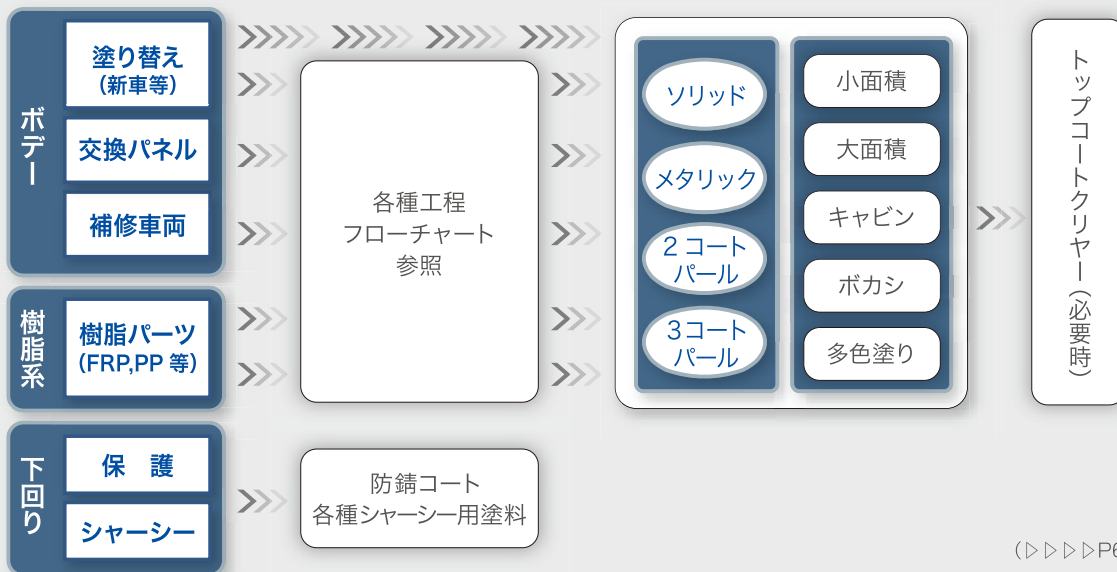 ボデー
塗り替え
(新車等)
交換パネル
補修車両
樹脂系
樹脂パーツ
(FRP,PP 等)
下回り
保 護
シャーシー
各種工程
フローチャート
参照
防錆コート
各種シャーシー用塗料
ソリッド
メタリック
2 コート
パール
3コート
パール
小面積
大面積
キャビン
ボカシ
多色塗り
トップコートクリヤー(必要時)
(▷▷▷▷P6